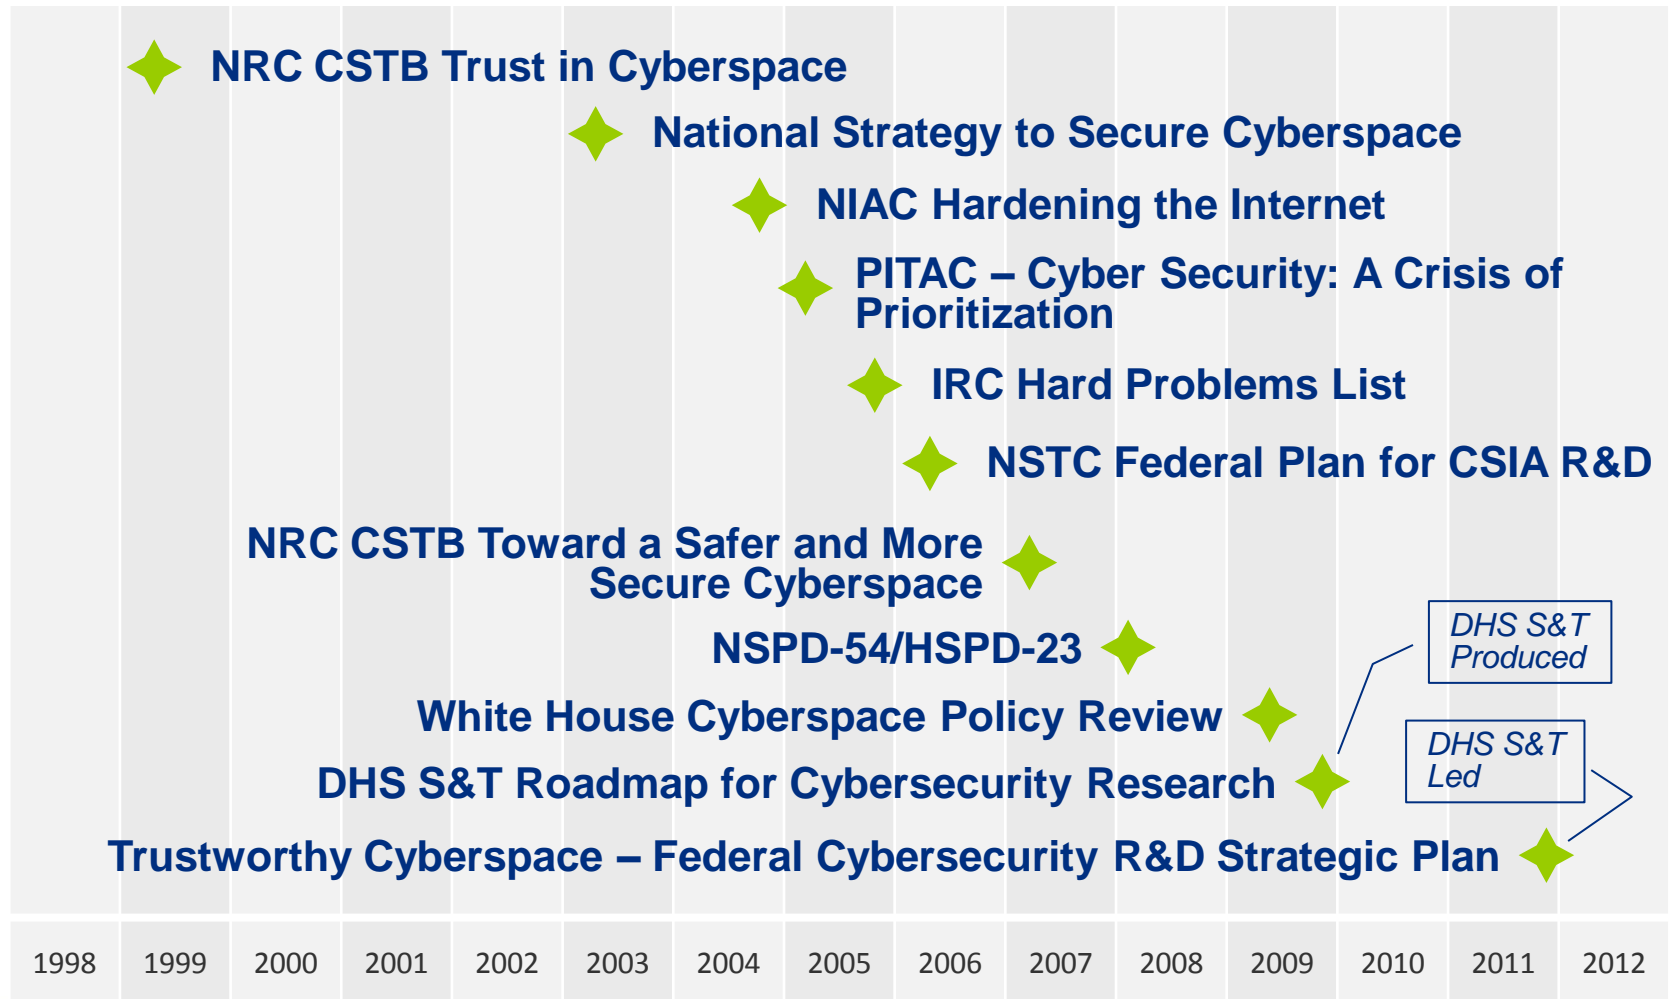 NRC CSTB Trust in Cyberspace
National Strategy to Secure Cyberspace
NIAC Hardening the Internet
PITAC – Cyber Security: A Crisis of
Prioritization
IRC Hard Problems List
NSTC Federal Plan for CSIA R&D
NRC CSTB Toward a Safer and More
Secure Cyberspace
NSPD-54/HSPD-23
DHS S&T
Produced
White House Cyberspace Policy Review
DHS S&T Roadmap for Cybersecurity Research
DHS S&T
Led
Trustworthy Cyberspace – Federal Cybersecurity R&D Strategic Plan
1998 1999 2000 2001 2002 2003 2004 2005 2006 2007 2008 2009 2010 2011 2012